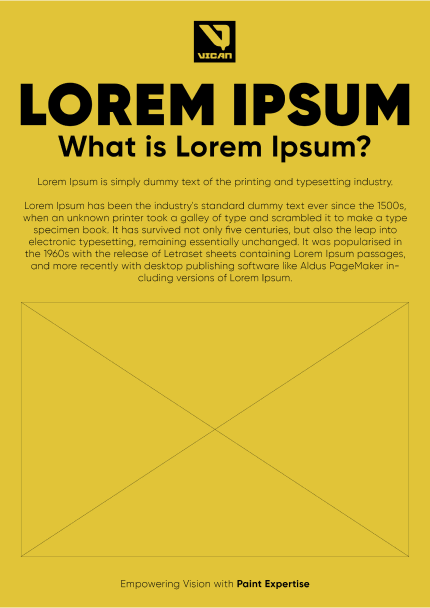 VICAN
LOREM IPSUM
What is Lorem Ipsum?
Lorem Ipsum is simply dummy text of the printing and typesetting industry.
Lorem Ipsum has been the industry's standard dummy text ever since the 1500s,
when an unknown printer took a galley of type and scrambled it to make a type
specimen book. It has survived not only five centuries, but also the leap into
electronic typesetting, remaining essentially unchanged. It was popularised in
the 1960s with the release of Letraset sheets containing Lorem Ipsum passages,
and more recently with desktop publishing software like Aldus PageMaker in-
cluding versions of Lorem Ipsum.
Empowering Vision with Paint Expertise